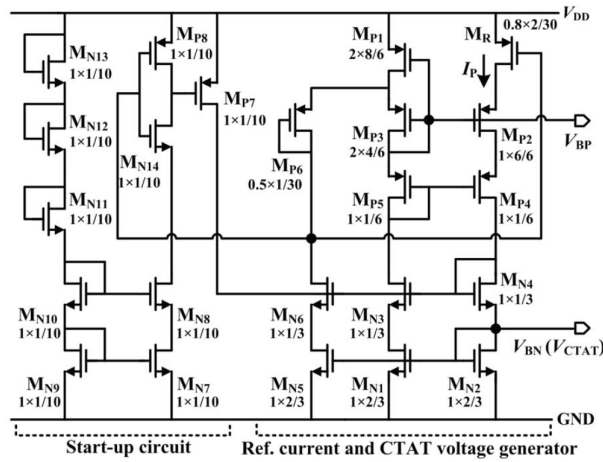 V_DD
M_N13
1×1/10
M_N12
1×1/10
M_N11
1×1/10
M_N10
1×1/10
M_N9
1×1/10
M_P8
1×1/10
M_N14
1×1/10
M_P7
1×1/10
M_N8
1×1/10
M_N7
1×1/10
M_P1
2×8/6
M_R
0.8×2/30
I_P
M_P3
2×4/6
M_P2
1×6/6
V_BP
M_P6
0.5×1/30
M_P5
1×1/6
M_P4
1×1/6
M_N6
1×1/3
M_N3
1×1/3
M_N4
1×1/3
V_BN (V_CTAT)
M_N5
1×2/3
M_N1
1×2/3
M_N2
1×2/3
GND
Start-up circuit
Ref. current and CTAT voltage generator